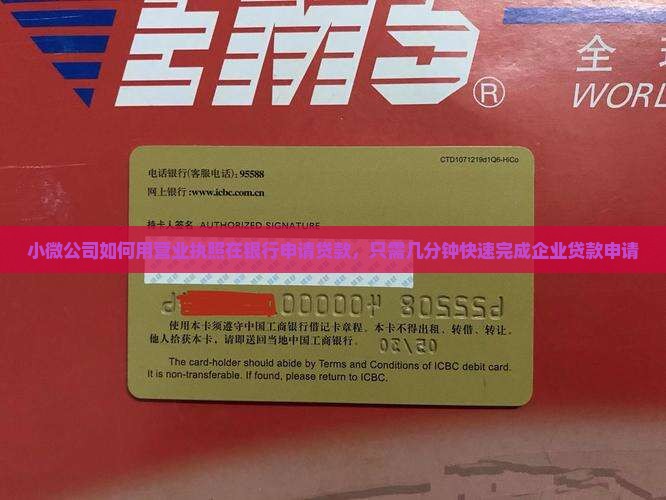 EMS®
全
WORL
CTD1071219d1Q6-HiCo
电话银行(客服电话):95588
网上银行:www.icbc.com.cn
持卡人签名 AUTHORIZED SIGNATURE
小微公司如何用营业执照在银行申请贷款，只需几分钟快速完成企业贷款申请
使用本卡须遵守中国工商银行借记卡章程。本卡不得出租、转借、转让。
他人拾获本卡，请即送回当地中国工商银行。
The card-holder should abide by Terms and Conditions of ICBC debit card.
It is non-transferable. If found, please return to ICBC.